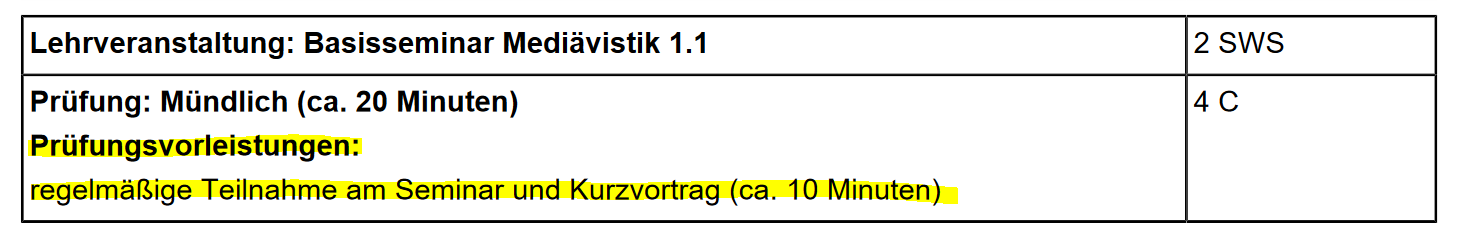 Lehrveranstaltung: Basisseminar Mediävistik 1.1 2 SWS
Prüfung: Mündlich (ca. 20 Minuten) 4 C
Prüfungsvorleistungen:
regelmäßige Teilnahme am Seminar und Kurzvortrag (ca. 10 Minuten)